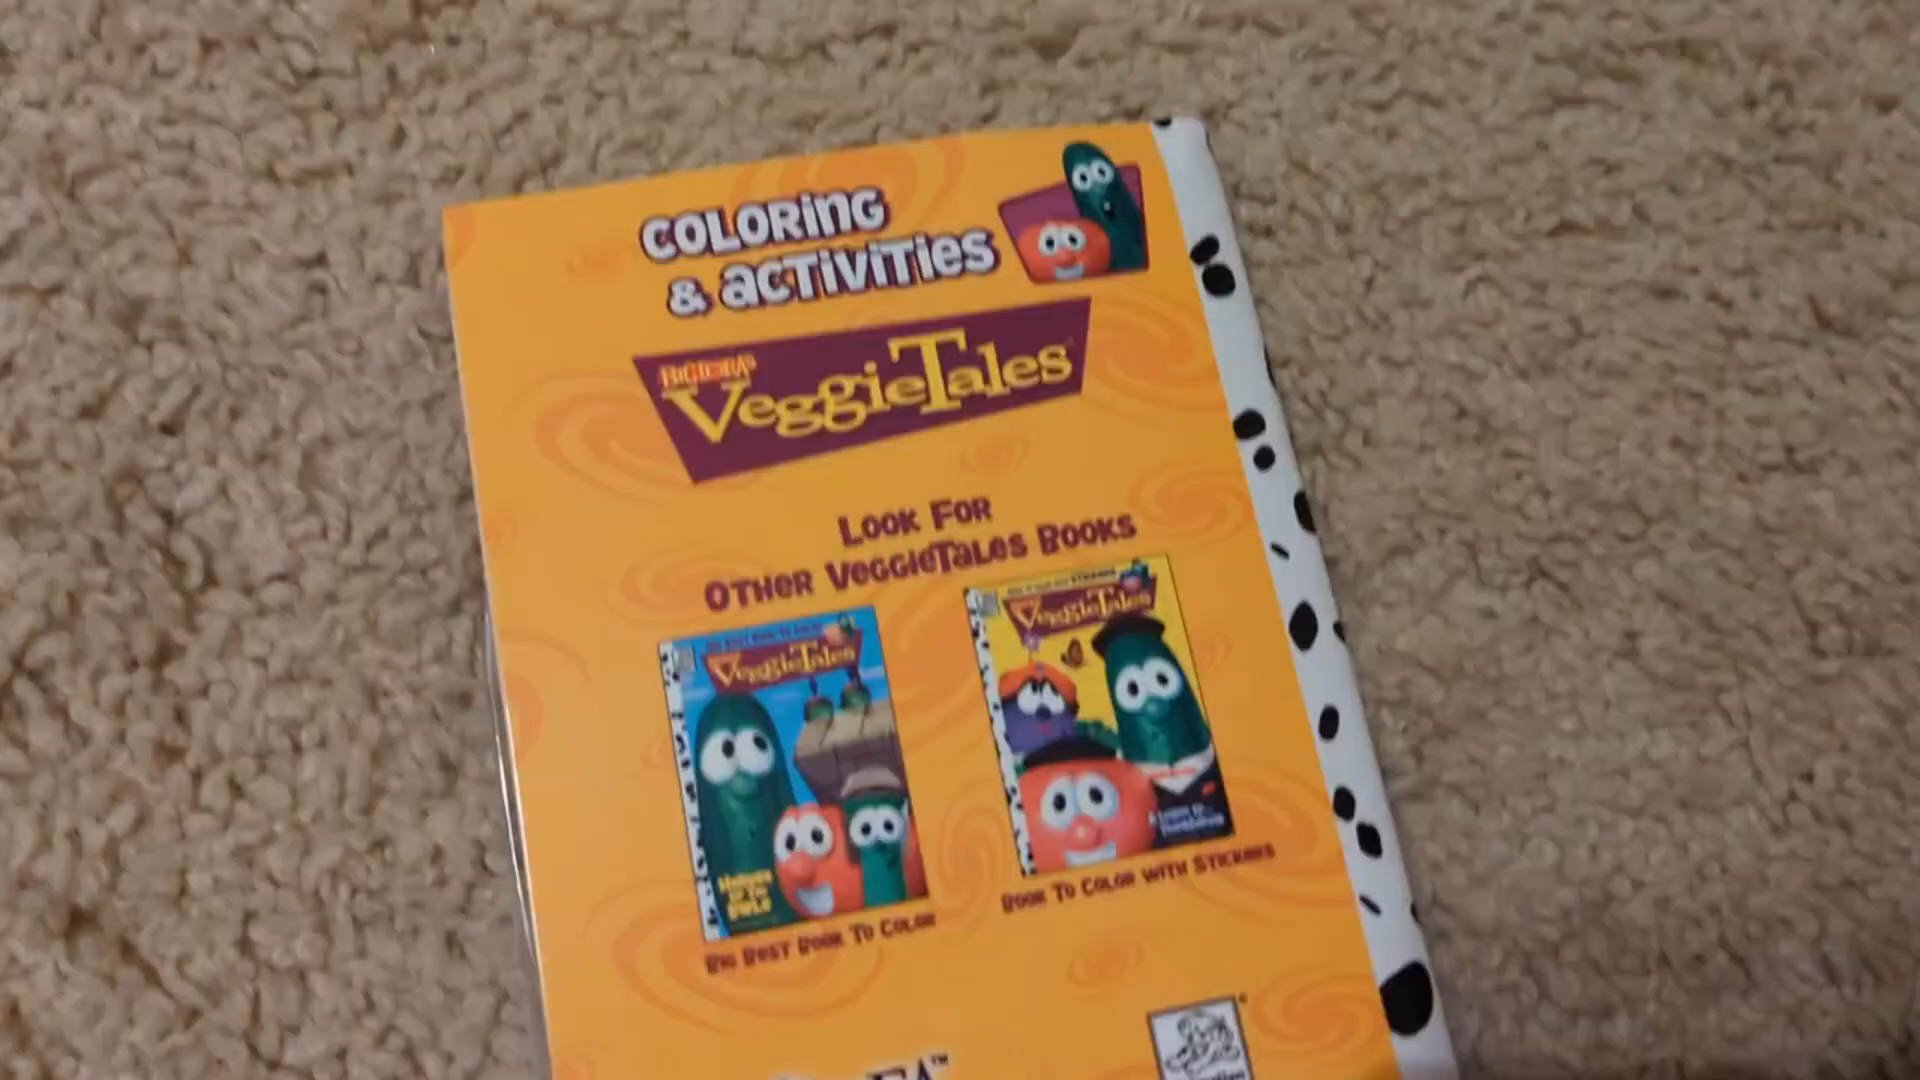 COLORING
& ACTIVITIES
BIG IDEA'S
VeggieTales
LOOK FOR
OTHER VEGGIETALES BOOKS
VeggieTales
VeggieTales
BOOK TO COLOR WITH STICKERS
BIG BEST BOOK TO COLOR